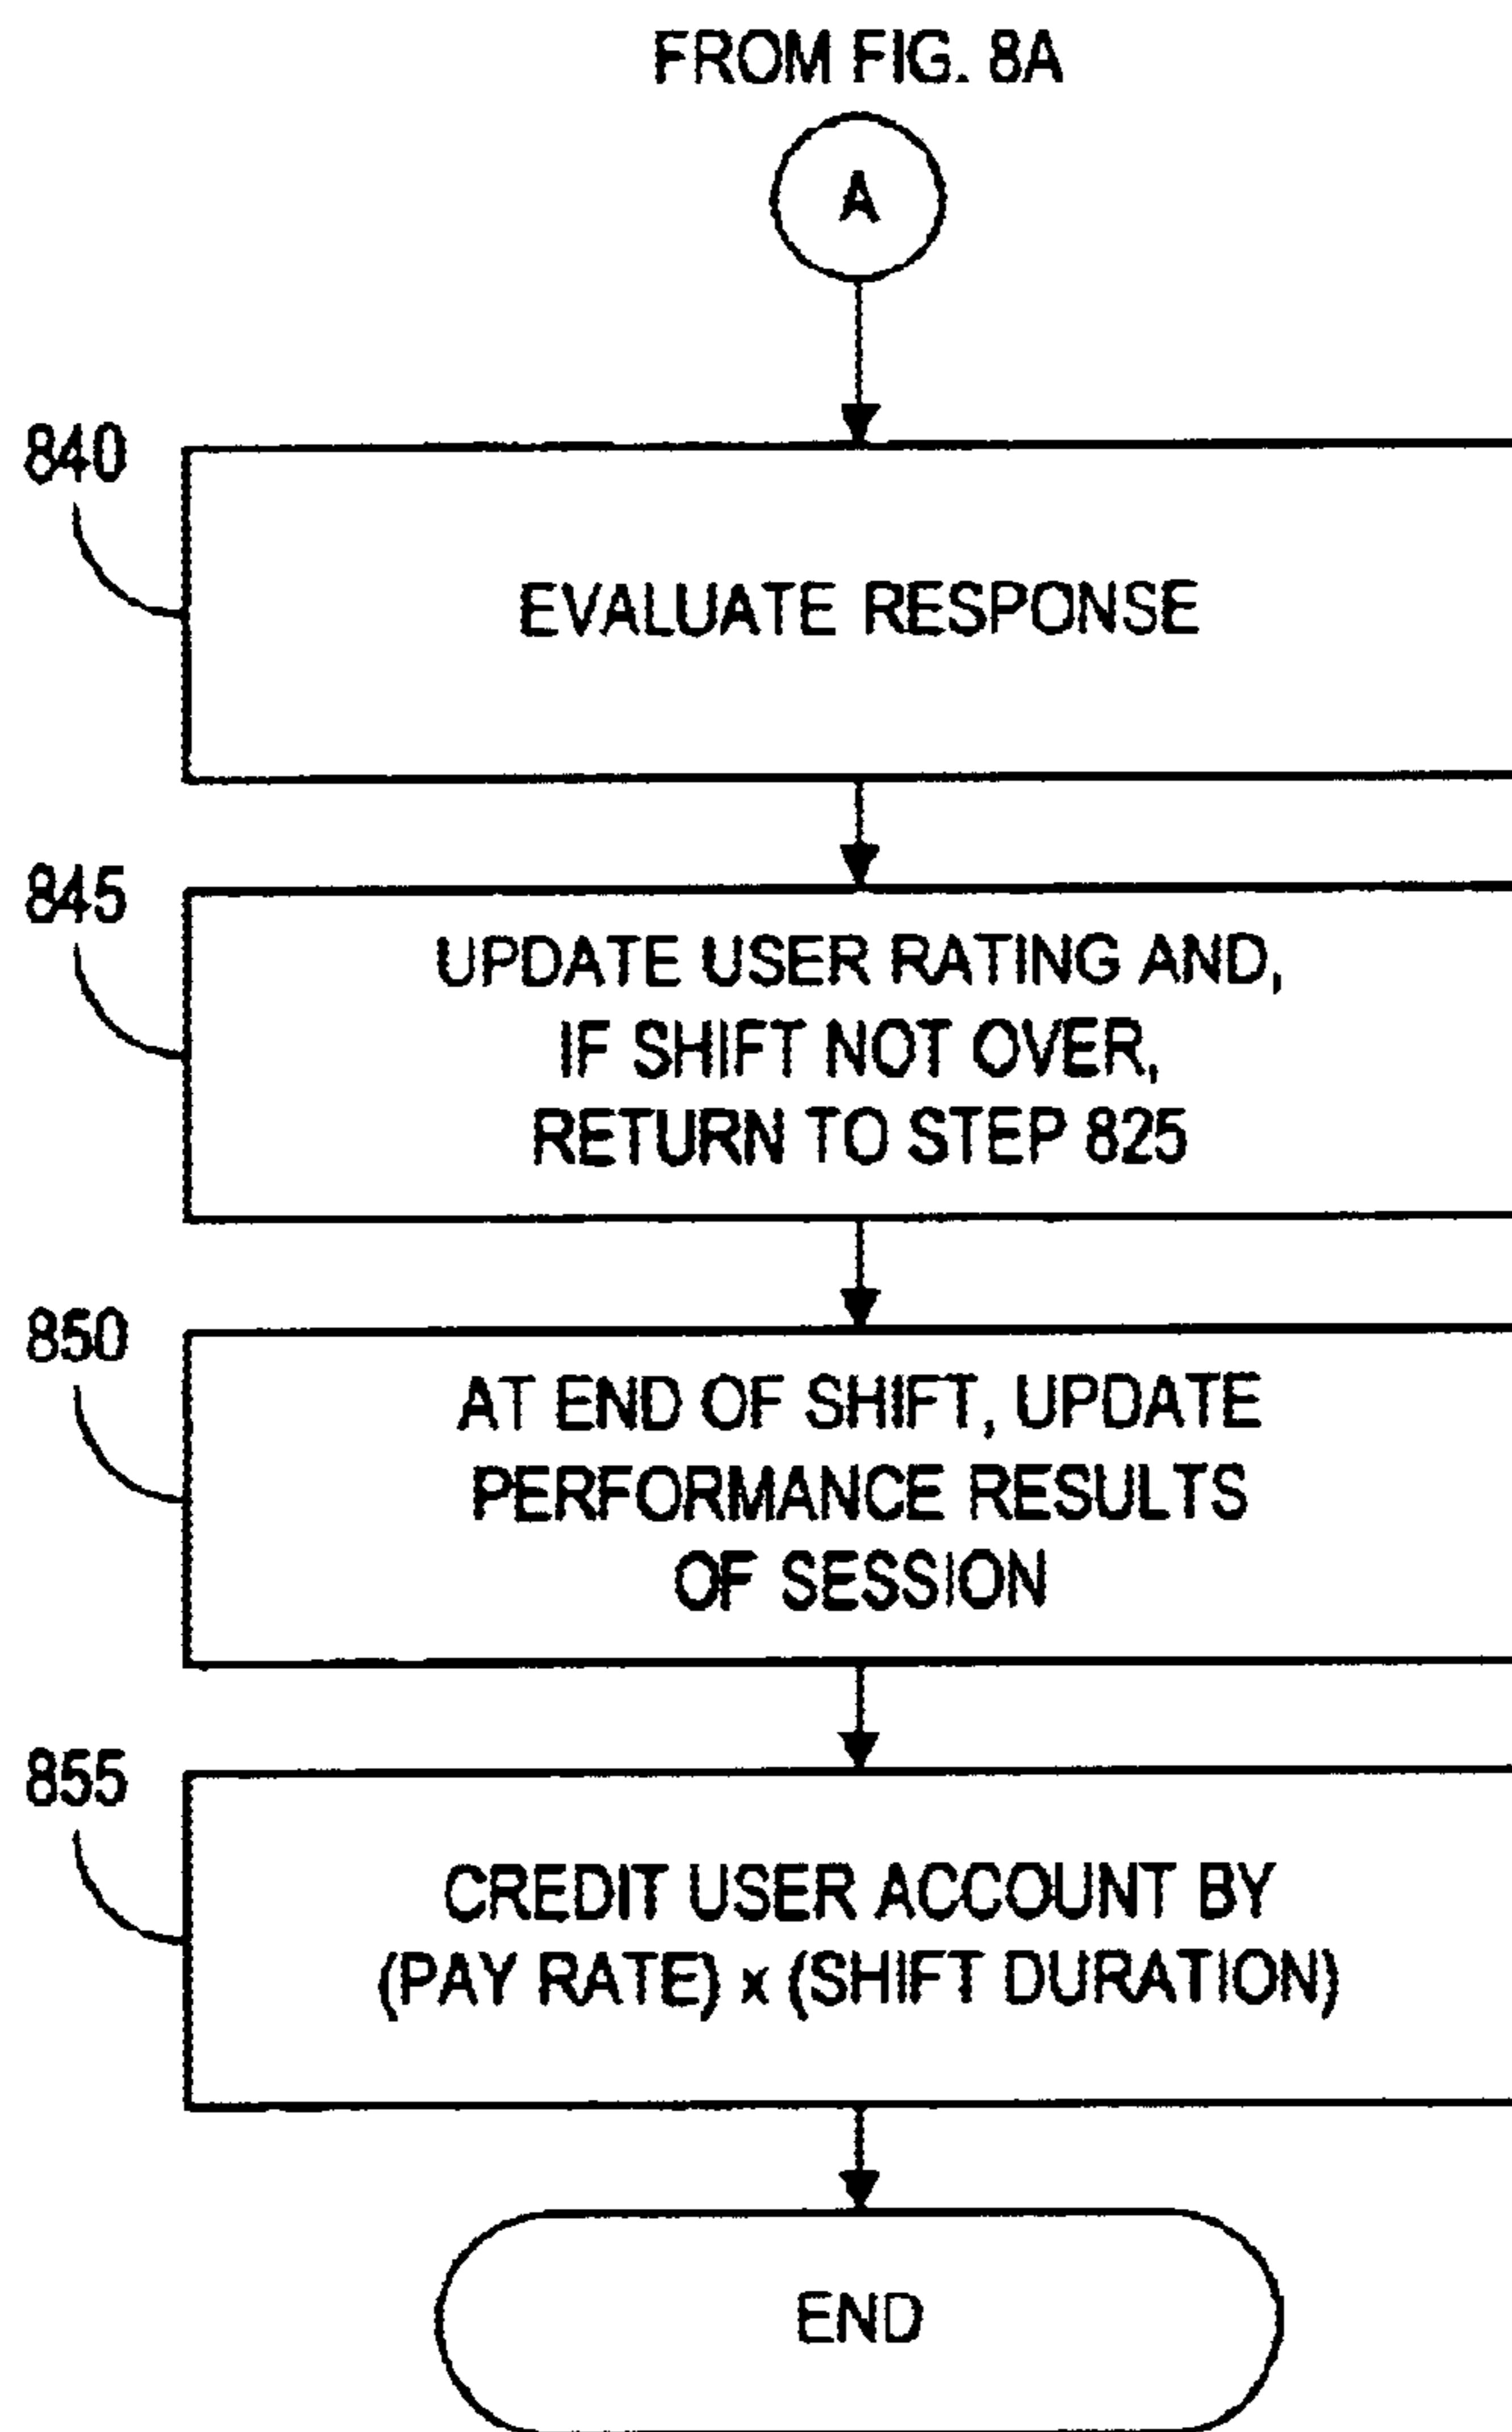 FROM FIG. 8A
A
840
EVALUATE RESPONSE
845
UPDATE USER RATING AND,
IF SHIFT NOT OVER,
RETURN TO STEP 825
850
AT END OF SHIFT, UPDATE
PERFORMANCE RESULTS
OF SESSION
855
CREDIT USER ACCOUNT BY
(PAY RATE) x (SHIFT DURATION)
END